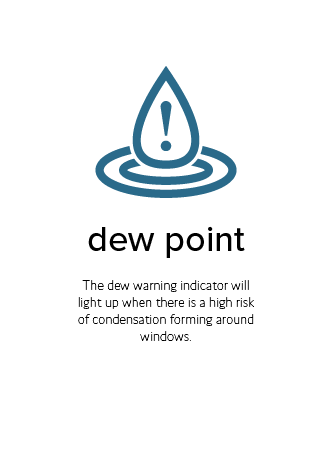 !
dew point
The dew warning indicator will
light up when there is a high risk
of condensation forming around
windows.